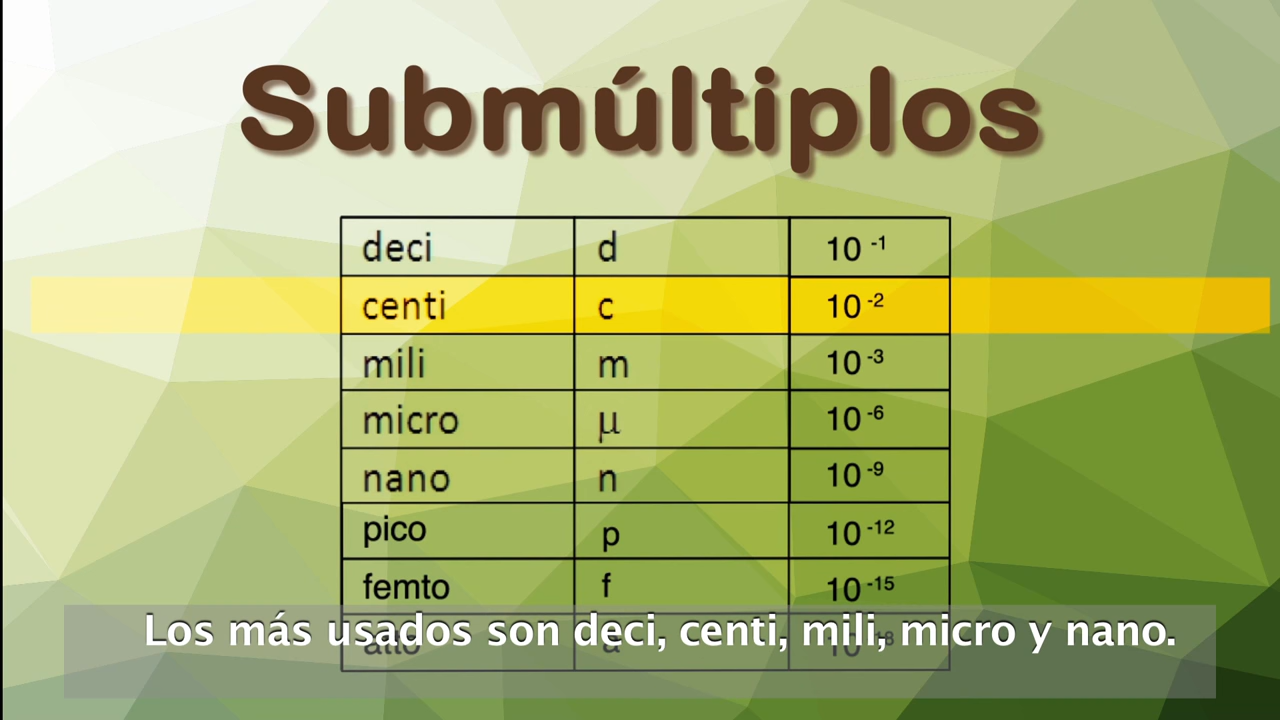 Submúltiplos
deci d 10 -1
centi c 10 -2
mili m 10 -3
micro µ 10 -6
nano n 10 -9
pico p 10 -12
femto f 10 -15
Los más usados son deci, centi, mili, micro y nano.